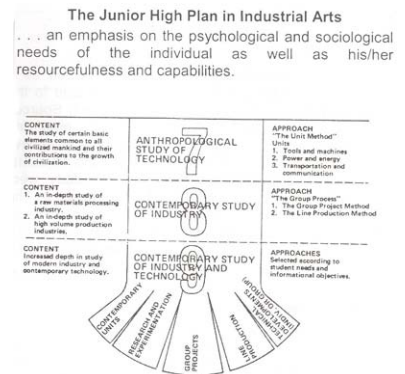 The Junior High Plan in Industrial Arts
. . . an emphasis on the psychological and sociological
needs of the individual as well as his/her
resourcefulness and capabilities.
CONTENT
The study of certain basic
elements common to all
civilized mankind and their
contributions to the growth
of civilization.
7
ANTHROPOLOGICAL
STUDY OF
TECHNOLOGY
APPROACH
"The Unit Method"
Units
1. Tools and machines
2. Power and energy
3. Transportation and
communication
CONTENT
1. An in-depth study of
a raw materials processing
industry.
2. An in-depth study of
high volume production
industries.
8
CONTEMPORARY STUDY
OF INDUSTRY
APPROACH
"The Group Process"
1. The Group Project Method
2. The Line Production Method
CONTENT
Increased depth in study
of modern industry and
contemporary technology.
9
CONTEMPORARY STUDY
OF INDUSTRY AND
TECHNOLOGY
APPROACHES
Selected according to
student needs and
informational objectives.
CONTEMPORARY
UNITS
RESEARCH AND
EXPERIMENTATION
GROUP
PROJECTS
LINE
PRODUCTION
TECHNICAL
DEVELOPMENTS
(INDIV. OR GROUP)